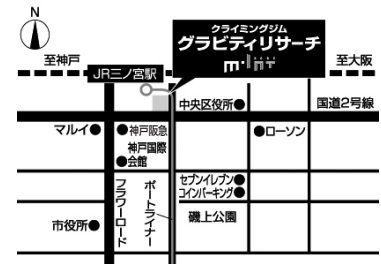 N
クライミングジム
グラビティリサーチ
mint
至神戸
至大阪
JR三ノ宮駅
中央区役所
国道2号線
マルイ
神戸阪急
ローソン
神戸国際
会館
セブンイレブン
コインパーキング
フラワーロード
ポートライナー
磯上公園
市役所